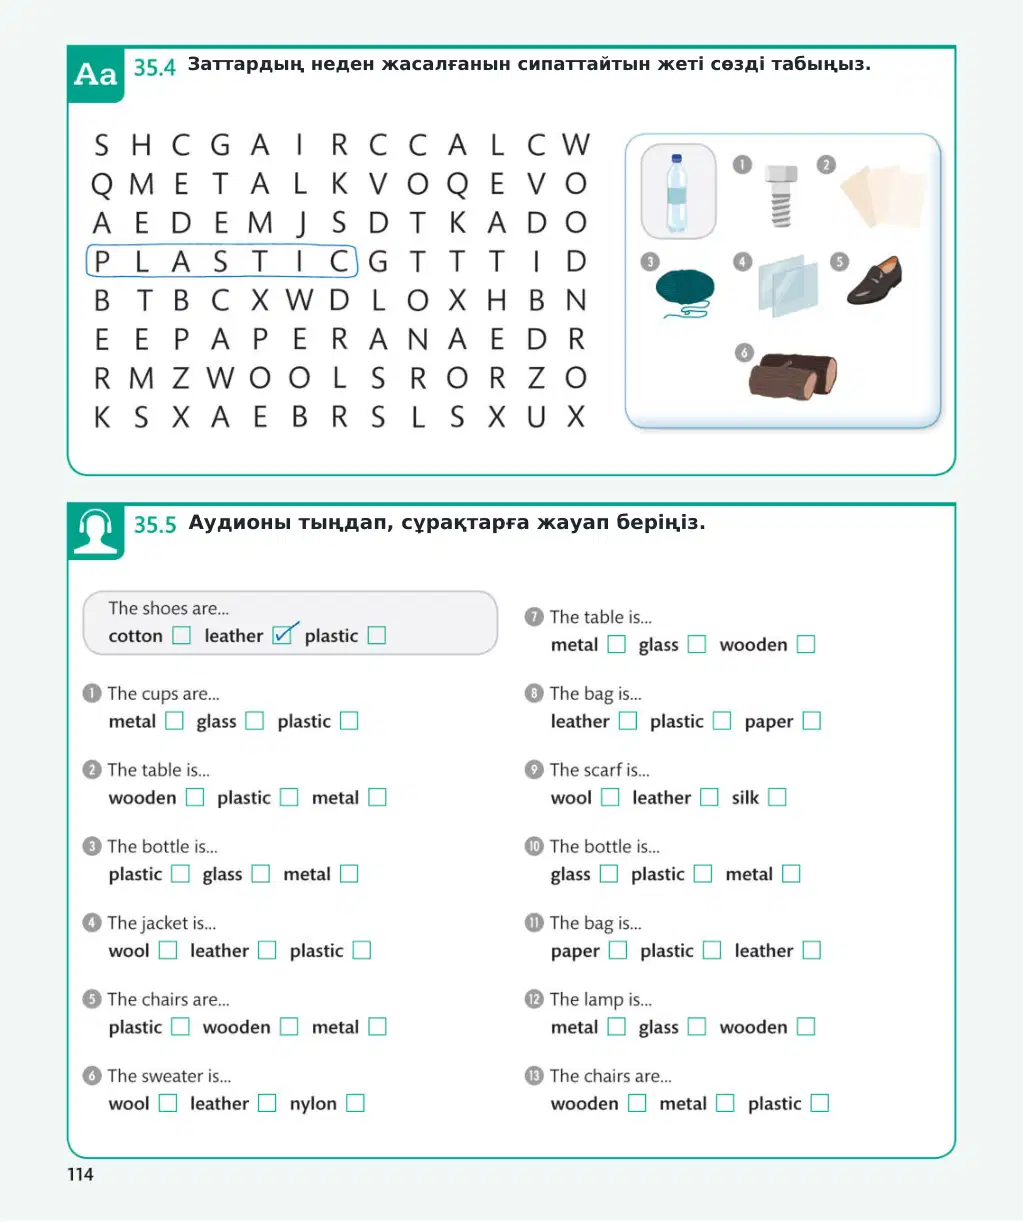 Aa 35.4 Заттардың неден жасалғанын сипаттайтын жеті сөзді табыңыз.
S H C G A I R C C A L C W
Q M E T A L K V O Q E V O
A E D E M J S D T K A D O
P L A S T I C G T T T I D
B T B C X W D L O X H B N
E E P A P E R A N A E D R
R M Z W O O L S R O R Z O
K S X A E B R S L S X U X
1 2
3 4 5
6
35.5 Аудионы тыңдап, сұрақтарға жауап беріңіз.
The shoes are...
cotton leather plastic
1 The cups are...
metal glass plastic
2 The table is...
wooden plastic metal
3 The bottle is...
plastic glass metal
4 The jacket is...
wool leather plastic
5 The chairs are...
plastic wooden metal
6 The sweater is...
wool leather nylon
7 The table is...
metal glass wooden
8 The bag is...
leather plastic paper
9 The scarf is...
wool leather silk
10 The bottle is...
glass plastic metal
11 The bag is...
paper plastic leather
12 The lamp is...
metal glass wooden
13 The chairs are...
wooden metal plastic
114